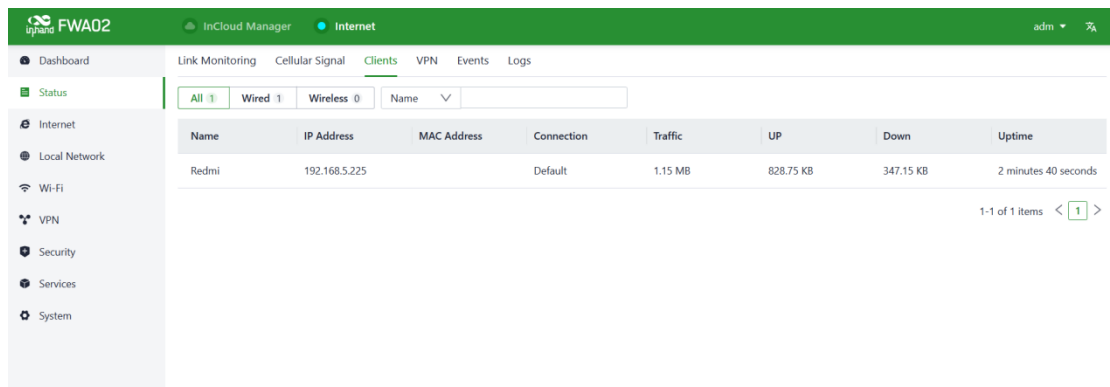 inhand FWA02
InCloud Manager
Internet
adm
Dashboard
Status
Internet
Local Network
Wi-Fi
VPN
Security
Services
System
Link Monitoring Cellular Signal Clients VPN Events Logs
All 1 Wired 1 Wireless 0 Name
Name IP Address MAC Address Connection Traffic UP Down Uptime
Redmi 192.168.5.225 Default 1.15 MB 828.75 KB 347.15 KB 2 minutes 40 seconds
1-1 of 1 items < 1 >